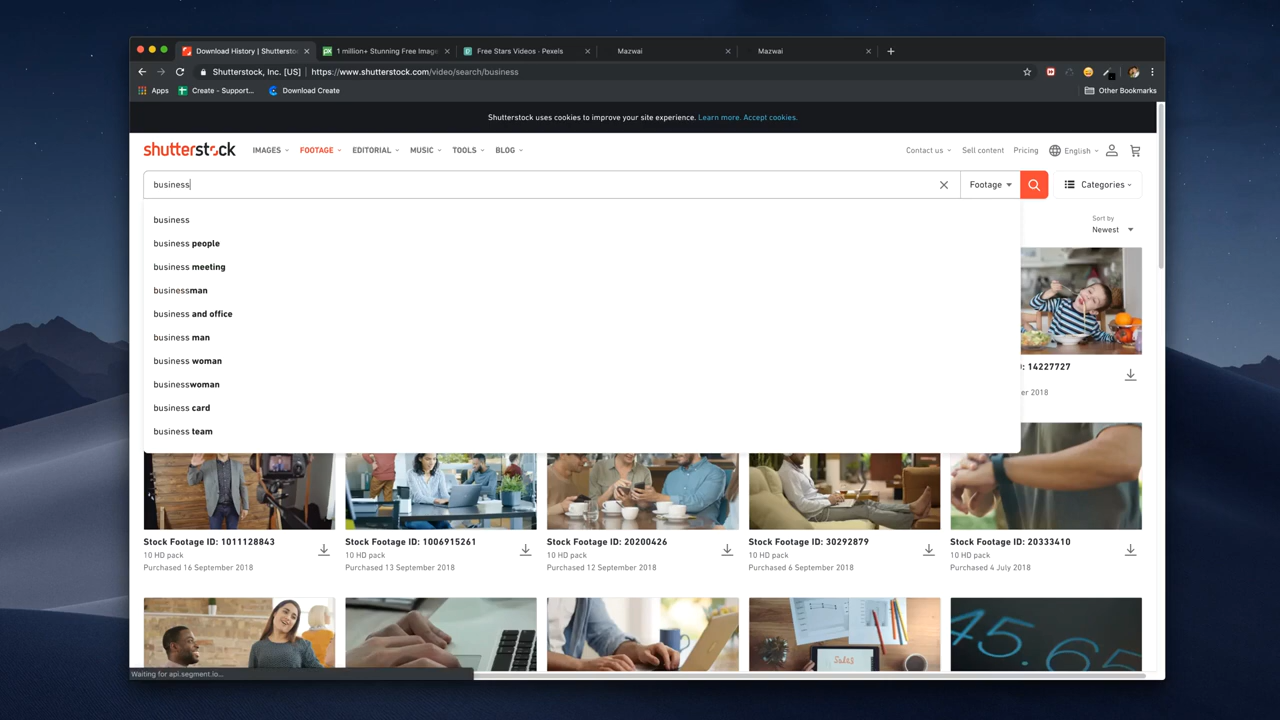 Download History | Shuttersto
1 million+ Stunning Free Image
Free Stars Videos · Pexels
Mazwai
Mazwai
Shutterstock, Inc. [US] | https://www.shutterstock.com/video/search/business
Apps
Create - Support...
Download Create
Other Bookmarks
Shutterstock uses cookies to improve your site experience. Learn more. Accept cookies.
shutterstock
IMAGES
FOOTAGE
EDITORIAL
MUSIC
TOOLS
BLOG
Contact us
Sell content
Pricing
English
business
Footage
Categories
Sort by
Newest
business
business people
business meeting
businessman
business and office
business man
business woman
businesswoman
business card
business team
: 14227727
2018
Stock Footage ID: 1011128843
10 HD pack
Purchased 16 September 2018
Stock Footage ID: 1006915261
10 HD pack
Purchased 13 September 2018
Stock Footage ID: 20200426
10 HD pack
Purchased 12 September 2018
Stock Footage ID: 30292879
10 HD pack
Purchased 6 September 2018
Stock Footage ID: 20333410
10 HD pack
Purchased 4 July 2018
Sales
45.65
Waiting for api.segment.io...